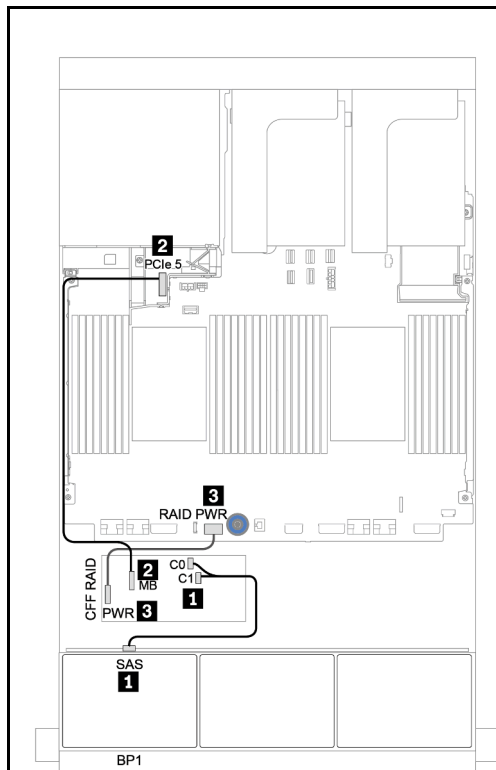 2
PCIe 5
3
RAID PWR
CFF RAID
2
MB
C0
C1
1
PWR 3
SAS
1
BP1